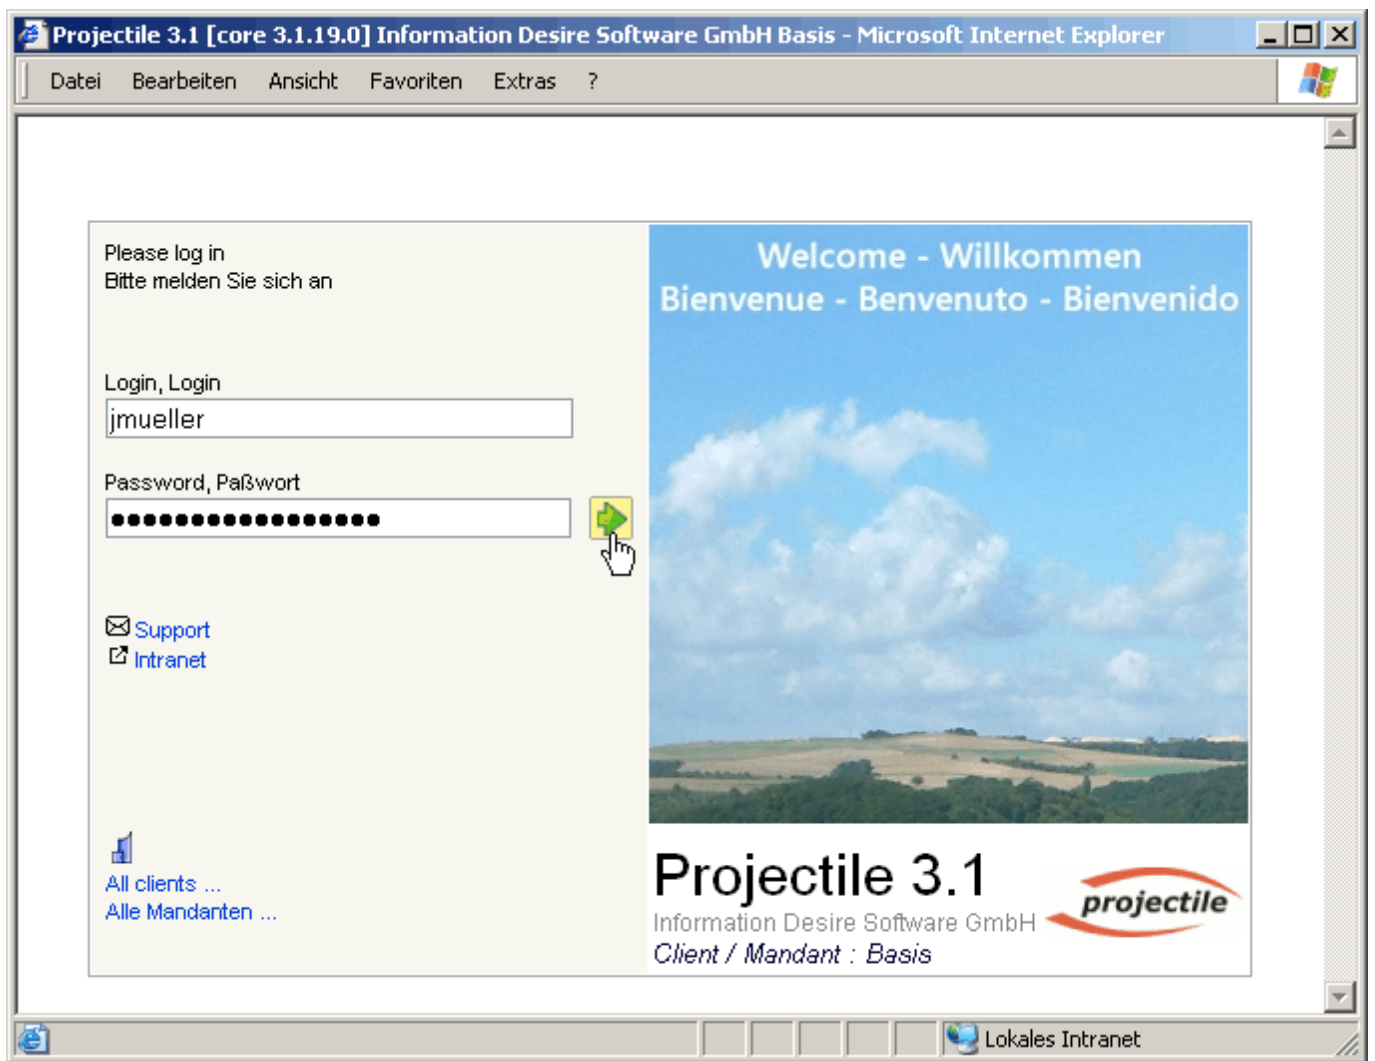 Projectile 3.1 [core 3.1.19.0] Information Desire Software GmbH Basis - Microsoft Internet Explorer
Datei Bearbeiten Ansicht Favoriten Extras ?
Please log in
Bitte melden Sie sich an
Welcome - Willkommen
Bienvenue - Benvenuto - Bienvenido
Login, Login
jmueller
Password, Paßwort
●●●●●●●●●●●●●●●●●
Support
Intranet
All clients ...
Alle Mandanten ...
Projectile 3.1
Information Desire Software GmbH
Client / Mandant : Basis
projectile
Lokales Intranet